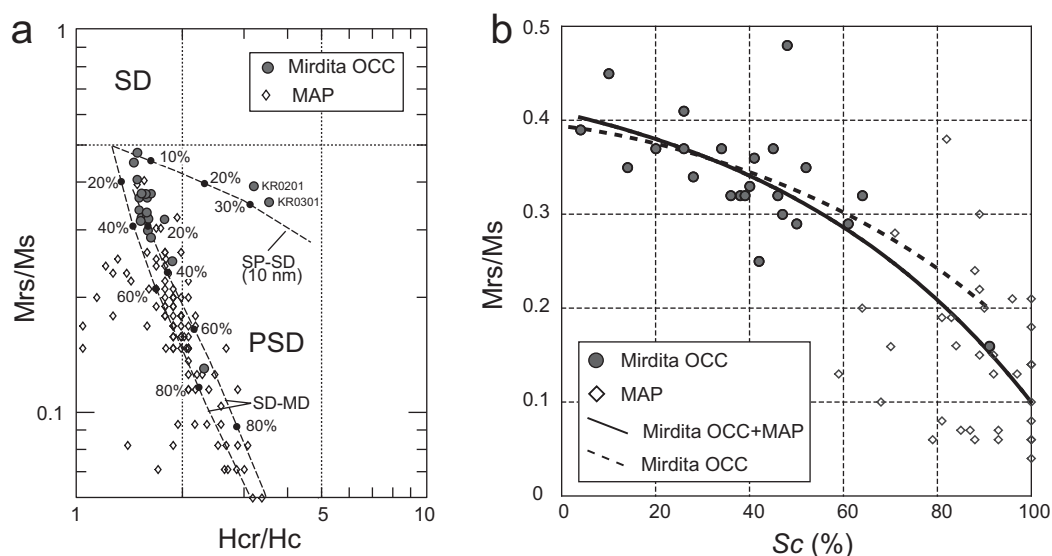 a
1
SD
Mirdita OCC
MAP
10%
20%
20%
KR0201
KR0301
30%
40%
20%
SP-SD
(10 nm)
40%
60%
60%
PSD
80%
SD-MD
80%
0.1
Mrs/Ms
1
2
5
10
Hcr/Hc
b
0.5
0.4
0.3
0.2
0.1
0
Mrs/Ms
Mirdita OCC
MAP
Mirdita OCC+MAP
Mirdita OCC
0
20
40
60
80
100
Sc (%)